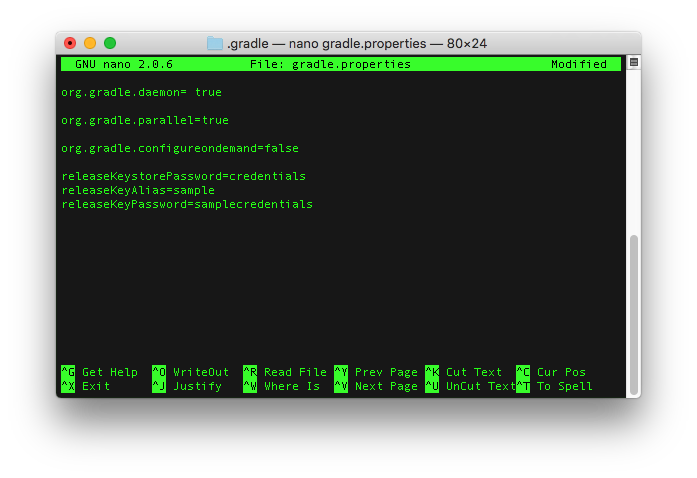 .gradle — nano gradle.properties — 80×24
GNU nano 2.0.6 File: gradle.properties Modified
org.gradle.daemon= true
org.gradle.parallel=true
org.gradle.configureondemand=false
releaseKeystorePassword=credentials
releaseKeyAlias=sample
releaseKeyPassword=samplecredentials
^G Get Help ^O WriteOut ^R Read File ^Y Prev Page ^K Cut Text ^C Cur Pos
^X Exit ^J Justify ^W Where Is ^V Next Page ^U UnCut Text^T To Spell